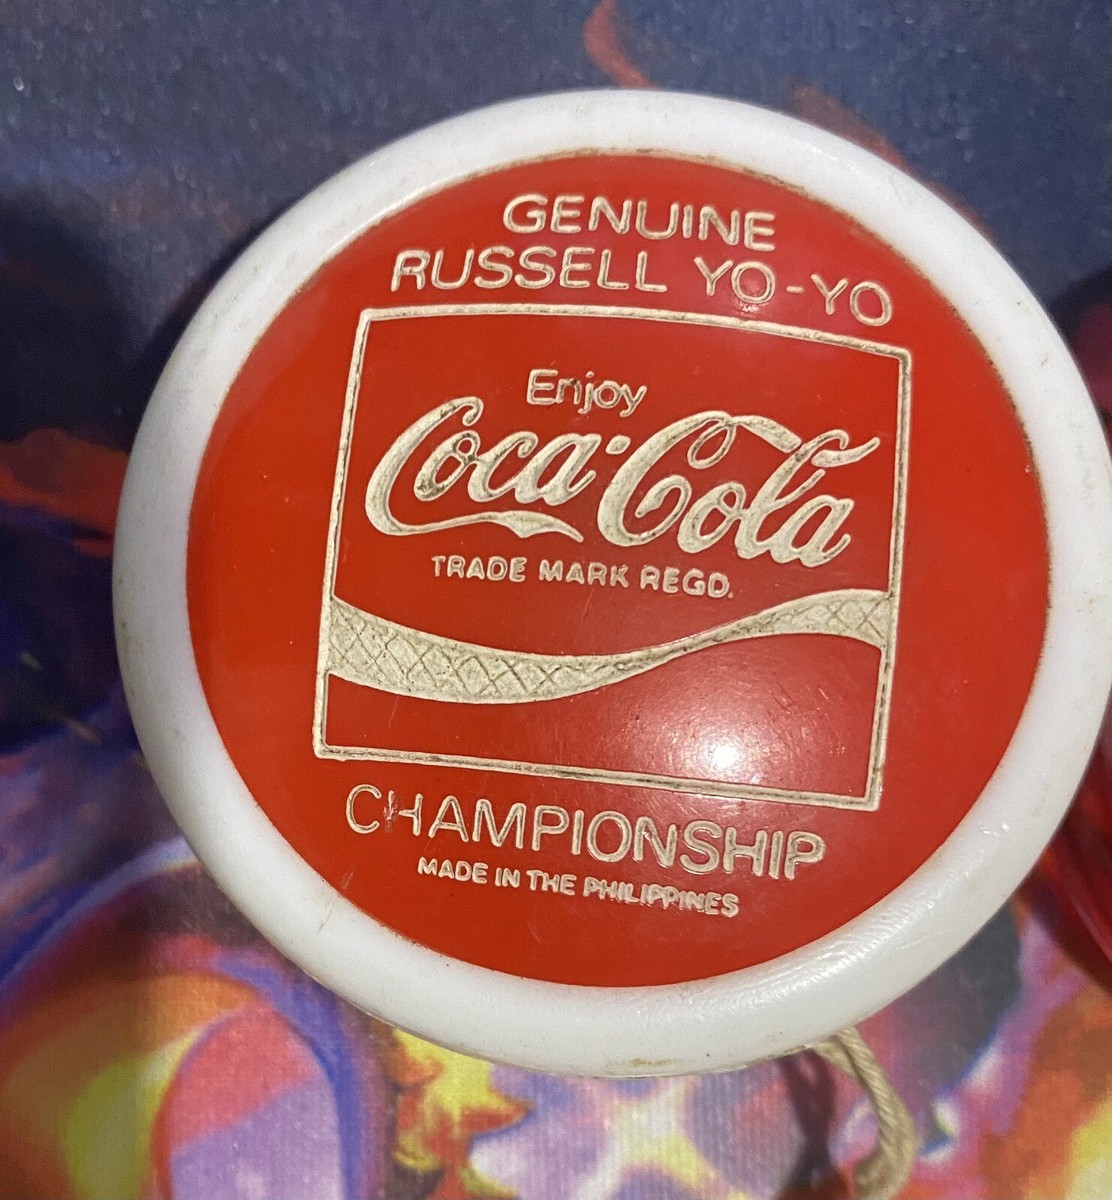 GENUINE
RUSSELL YO-YO
Enjoy
Coca-Cola
TRADE MARK REGD.
CHAMPIONSHIP
MADE IN THE PHILIPPINES